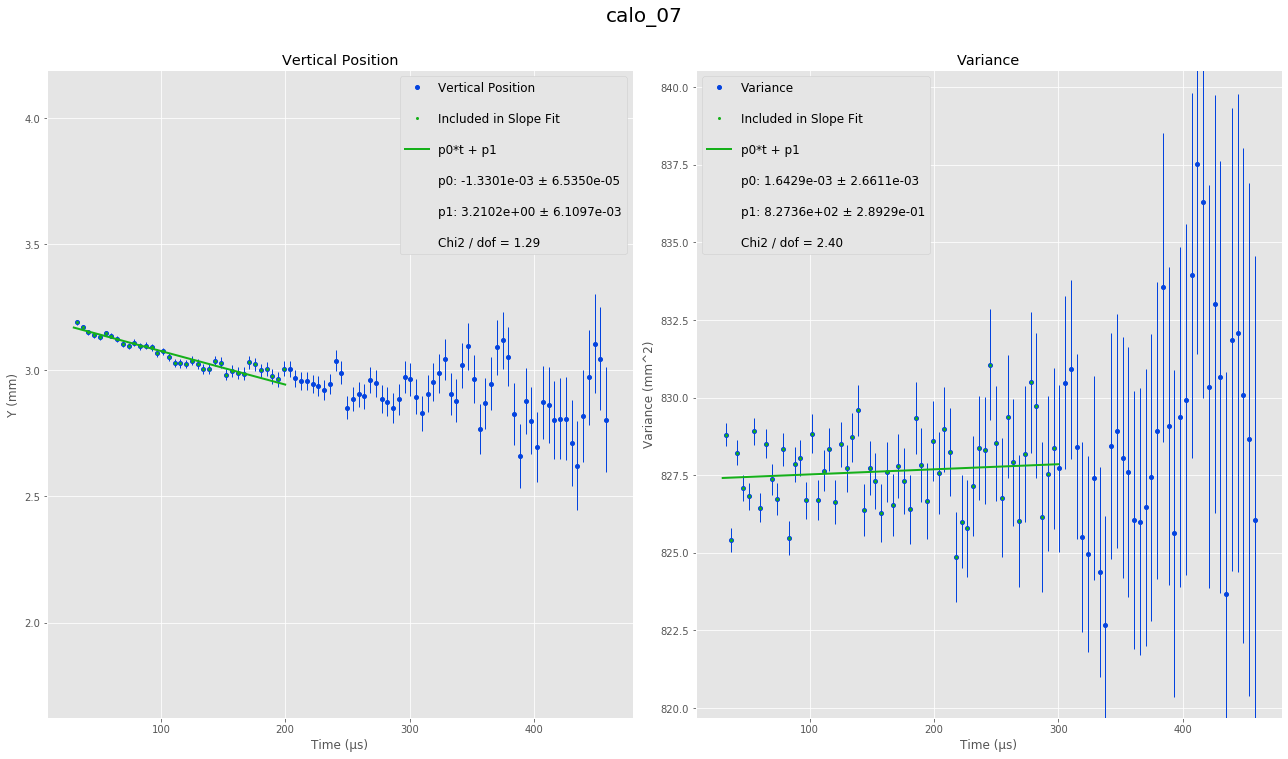 calo_07
Vertical Position
Vertical Position
Included in Slope Fit
p0*t + p1
p0: -1.3301e-03 ± 6.5350e-05
p1: 3.2102e+00 ± 6.1097e-03
Chi2 / dof = 1.29
4.0
3.5
3.0
2.5
2.0
Y (mm)
100 200 300 400
Time (μs)
Variance
Variance
Included in Slope Fit
p0*t + p1
p0: 1.6429e-03 ± 2.6611e-03
p1: 8.2736e+02 ± 2.8929e-01
Chi2 / dof = 2.40
840.0
837.5
835.0
832.5
830.0
827.5
825.0
822.5
820.0
Variance (mm^2)
100 200 300 400
Time (μs)